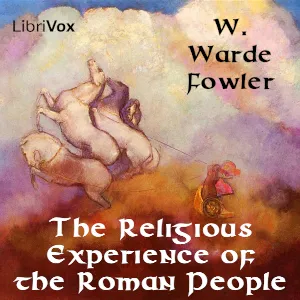 LibriVox
W.
Warde
Fowler
The Religious
Experience of
the Roman People